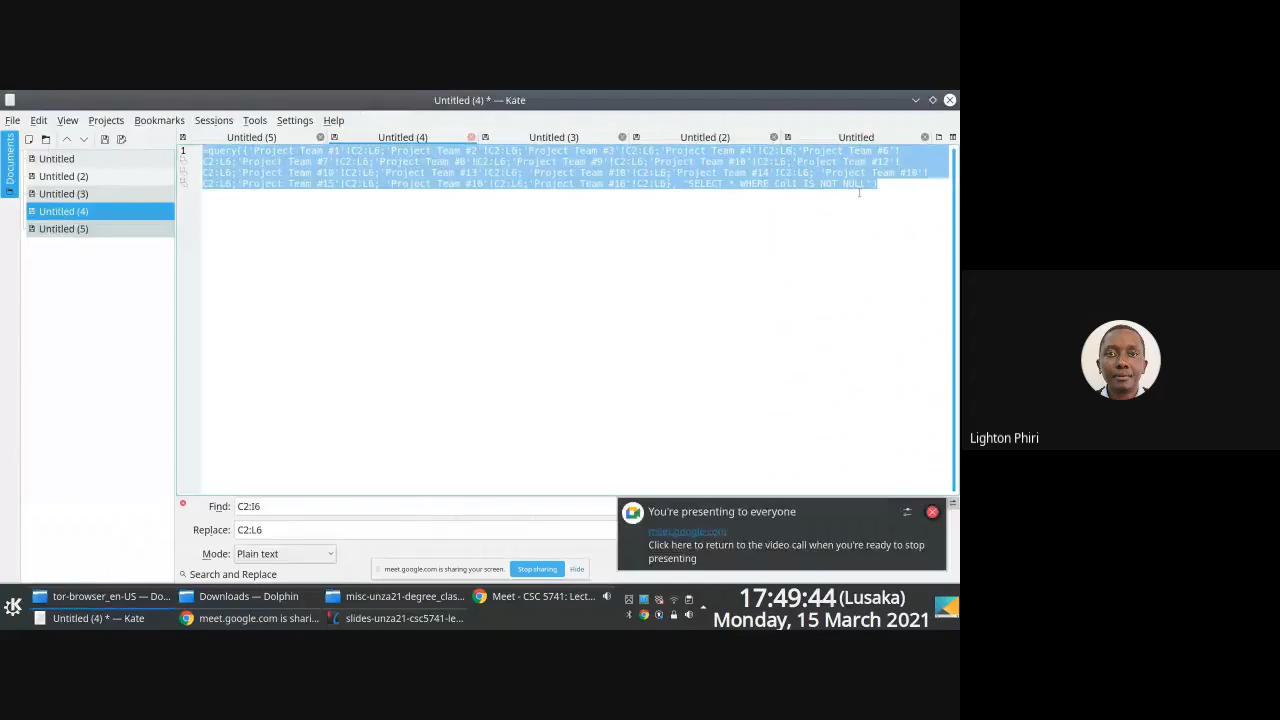 Untitled (4) * — Kate
File Edit View Projects Bookmarks Sessions Tools Settings Help
Documents
Untitled (5) Untitled (4) Untitled (3) Untitled (2) Untitled
Untitled
Untitled (2)
Untitled (3)
Untitled (4)
Untitled (5)
1 =query({'Project Team #1'!C2:L6;'Project Team #2'!C2:L6;'Project Team #3'!C2:L6;'Project Team #4'!C2:L6;'Project Team #6'!
C2:L6;'Project Team #7'!C2:L6;'Project Team #8'!C2:L6;'Project Team #9'!C2:L6;'Project Team #10'!C2:L6;'Project Team #12'!
C2:L6;'Project Team #13'!C2:L6; 'Project Team !C2:L6;'Project Team #14'!C2:L6; 'Project Team
C2:L6;'Project Team #15'!C2:L6; 'Project Team !C2:L6;'Project Team !C2:L6}, "SELECT * WHERE Col1 IS NOT NULL")
Find: C2:I6
Replace: C2:L6
Mode: Plain text
Search and Replace
You're presenting to everyone
meet.google.com
Click here to return to the video call when you're ready to stop
presenting
meet.google.com is sharing your screen. Stop sharing Hide
tor-browser_en-US — Do... Downloads — Dolphin misc-unza21-degree_clas... Meet - CSC 5741: Lect...
Untitled (4) * — Kate meet.google.com is shari... slides-unza21-csc5741-le...
17:49:44 (Lusaka)
Monday, 15 March 2021
Lighton Phiri